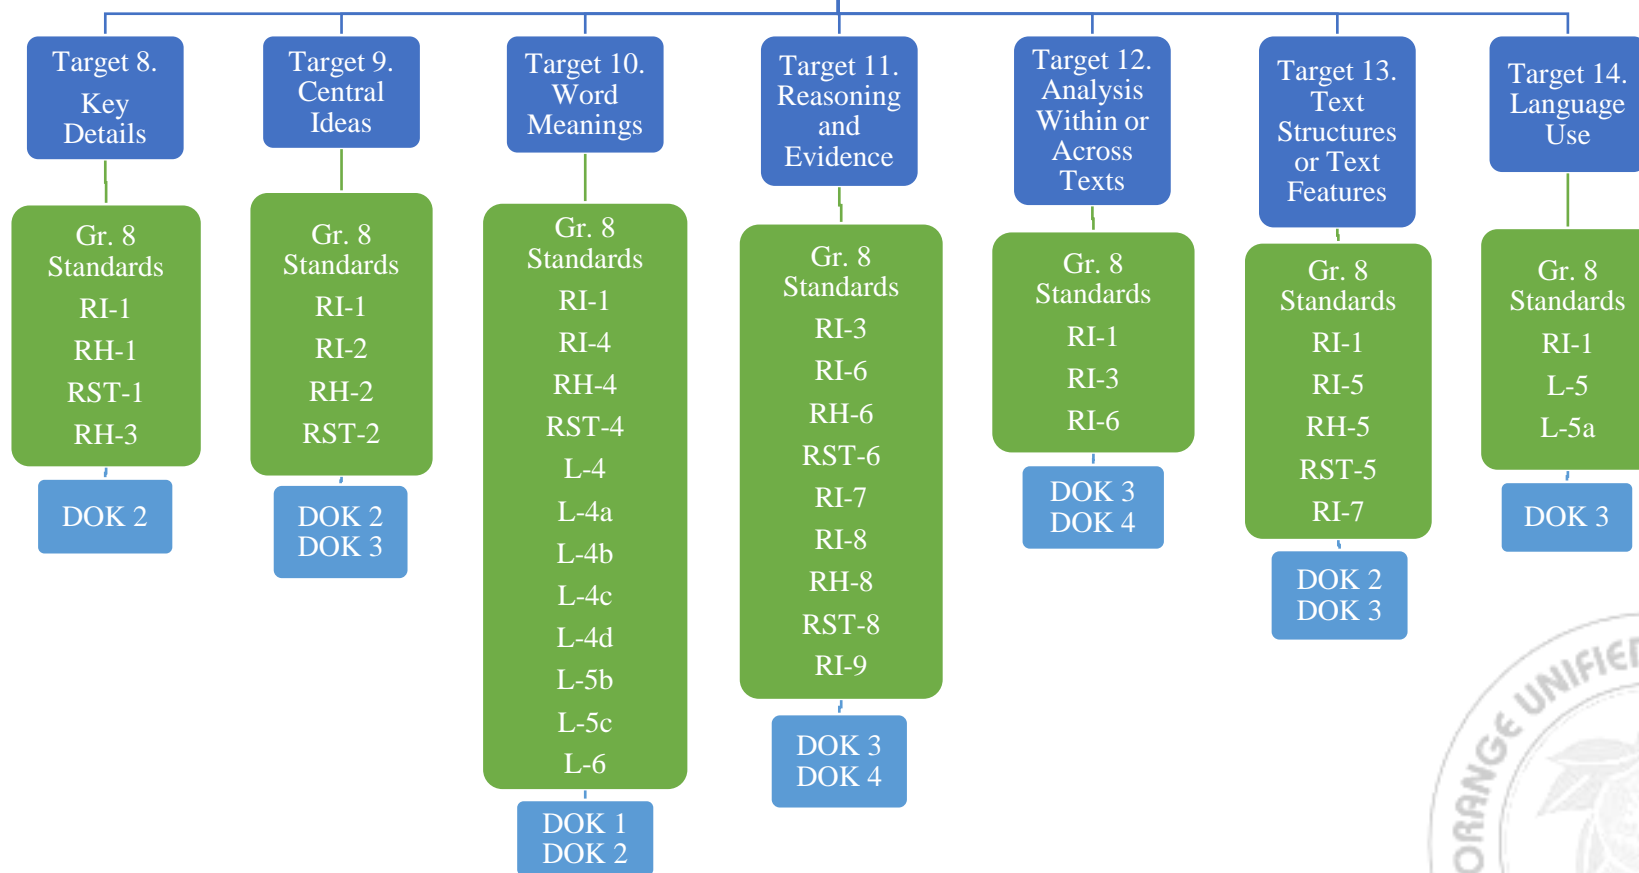 Target 8.
Key
Details
Gr. 8
Standards
RI-1
RH-1
RST-1
RH-3
DOK 2
Target 9.
Central
Ideas
Gr. 8
Standards
RI-1
RI-2
RH-2
RST-2
DOK 2
DOK 3
Target 10.
Word
Meanings
Gr. 8
Standards
RI-1
RI-4
RH-4
RST-4
L-4
L-4a
L-4b
L-4c
L-4d
L-5b
L-5c
L-6
DOK 1
DOK 2
Target 11.
Reasoning
and
Evidence
Gr. 8
Standards
RI-3
RI-6
RH-6
RST-6
RI-7
RI-8
RH-8
RST-8
RI-9
DOK 3
DOK 4
Target 12.
Analysis
Within or
Across
Texts
Gr. 8
Standards
RI-1
RI-3
RI-6
DOK 3
DOK 4
Target 13.
Text
Structures
or Text
Features
Gr. 8
Standards
RI-1
RI-5
RH-5
RST-5
RI-7
DOK 2
DOK 3
Target 14.
Language
Use
Gr. 8
Standards
RI-1
L-5
L-5a
DOK 3
ORANGE UNIFIED